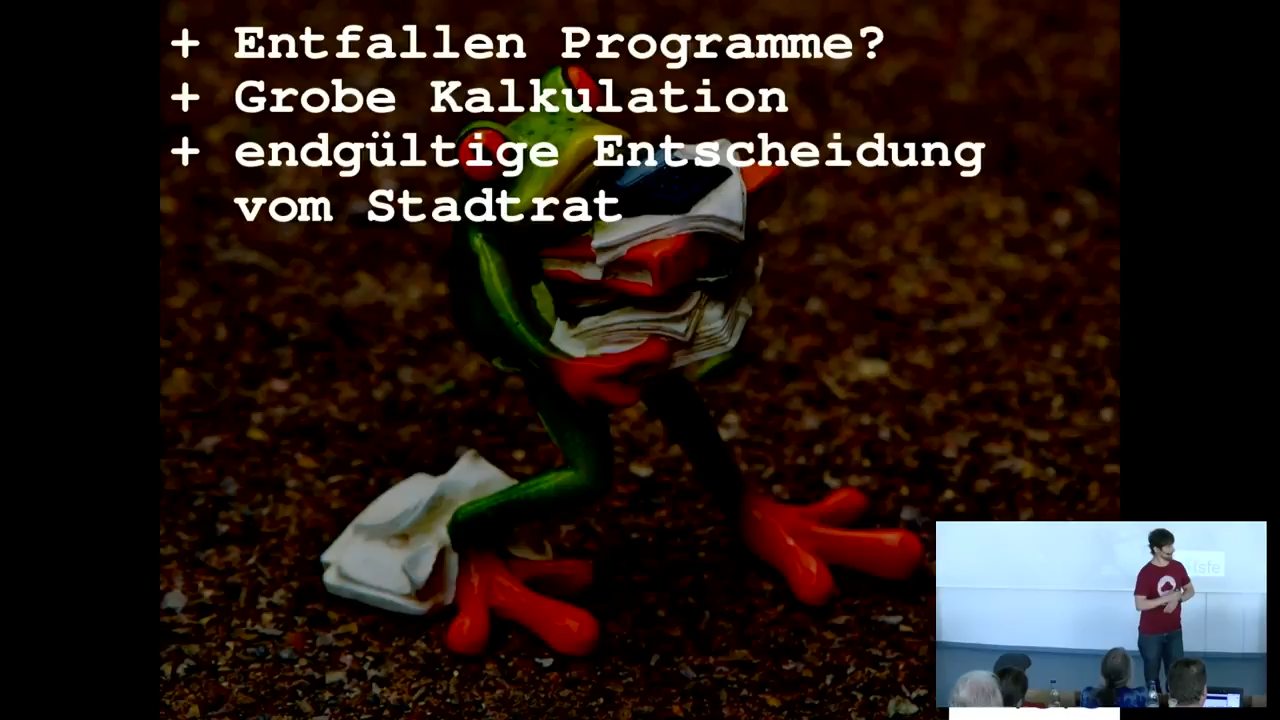 + Entfallen Programme?
+ Grobe Kalkulation
+ endgültige Entscheidung
vom Stadtrat